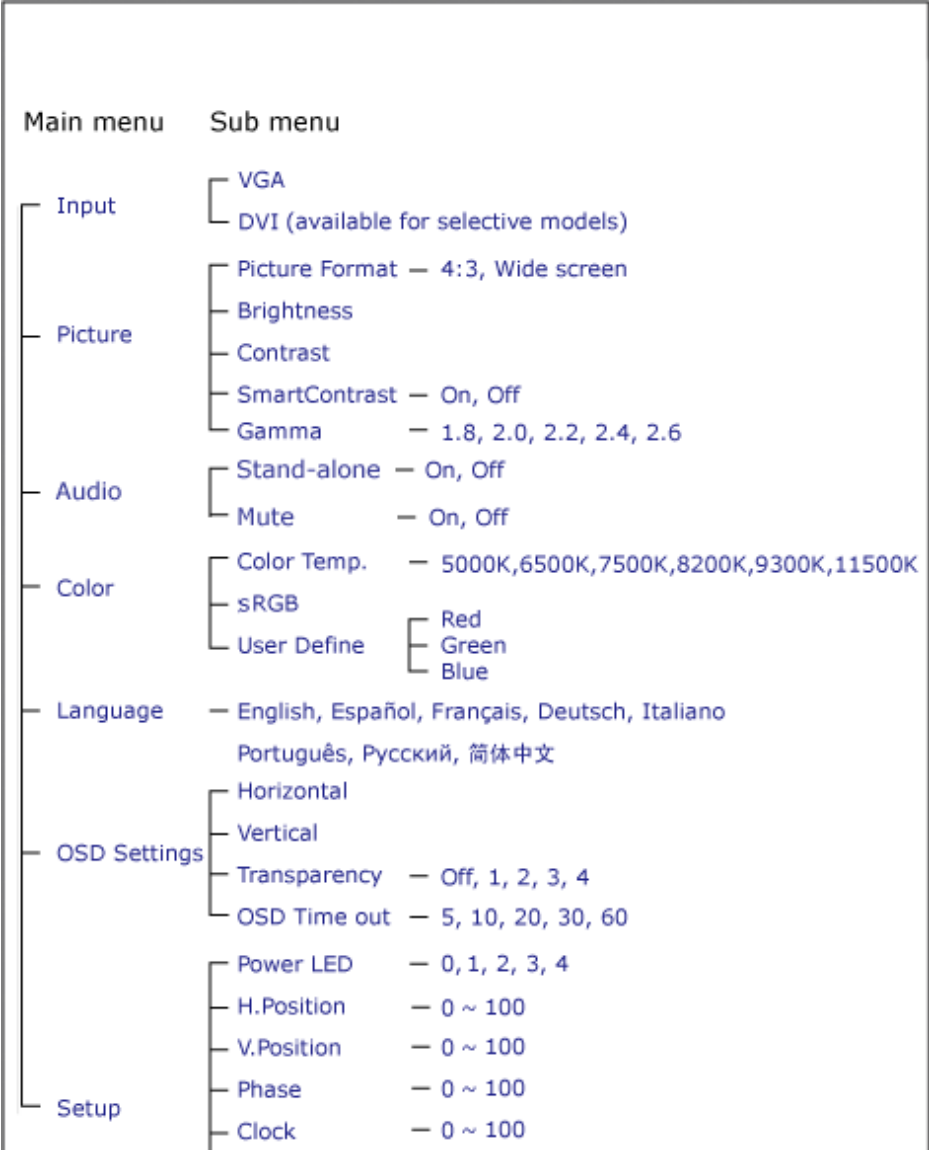 Main menu Sub menu
VGA
Input
DVI (available for selective models)
Picture Format — 4:3, Wide screen
Brightness
Picture
Contrast
SmartContrast — On, Off
Gamma — 1.8, 2.0, 2.2, 2.4, 2.6
Stand-alone — On, Off
Audio
Mute — On, Off
Color Temp. — 5000K,6500K,7500K,8200K,9300K,11500K
Color
sRGB
Red
User Define Green
Blue
Language — English, Español, Français, Deutsch, Italiano
Português, Русский, 简体中文
Horizontal
Vertical
OSD Settings
Transparency — Off, 1, 2, 3, 4
OSD Time out — 5, 10, 20, 30, 60
Power LED — 0, 1, 2, 3, 4
H.Position — 0 ~ 100
V.Position — 0 ~ 100
Phase — 0 ~ 100
Setup
Clock — 0 ~ 100